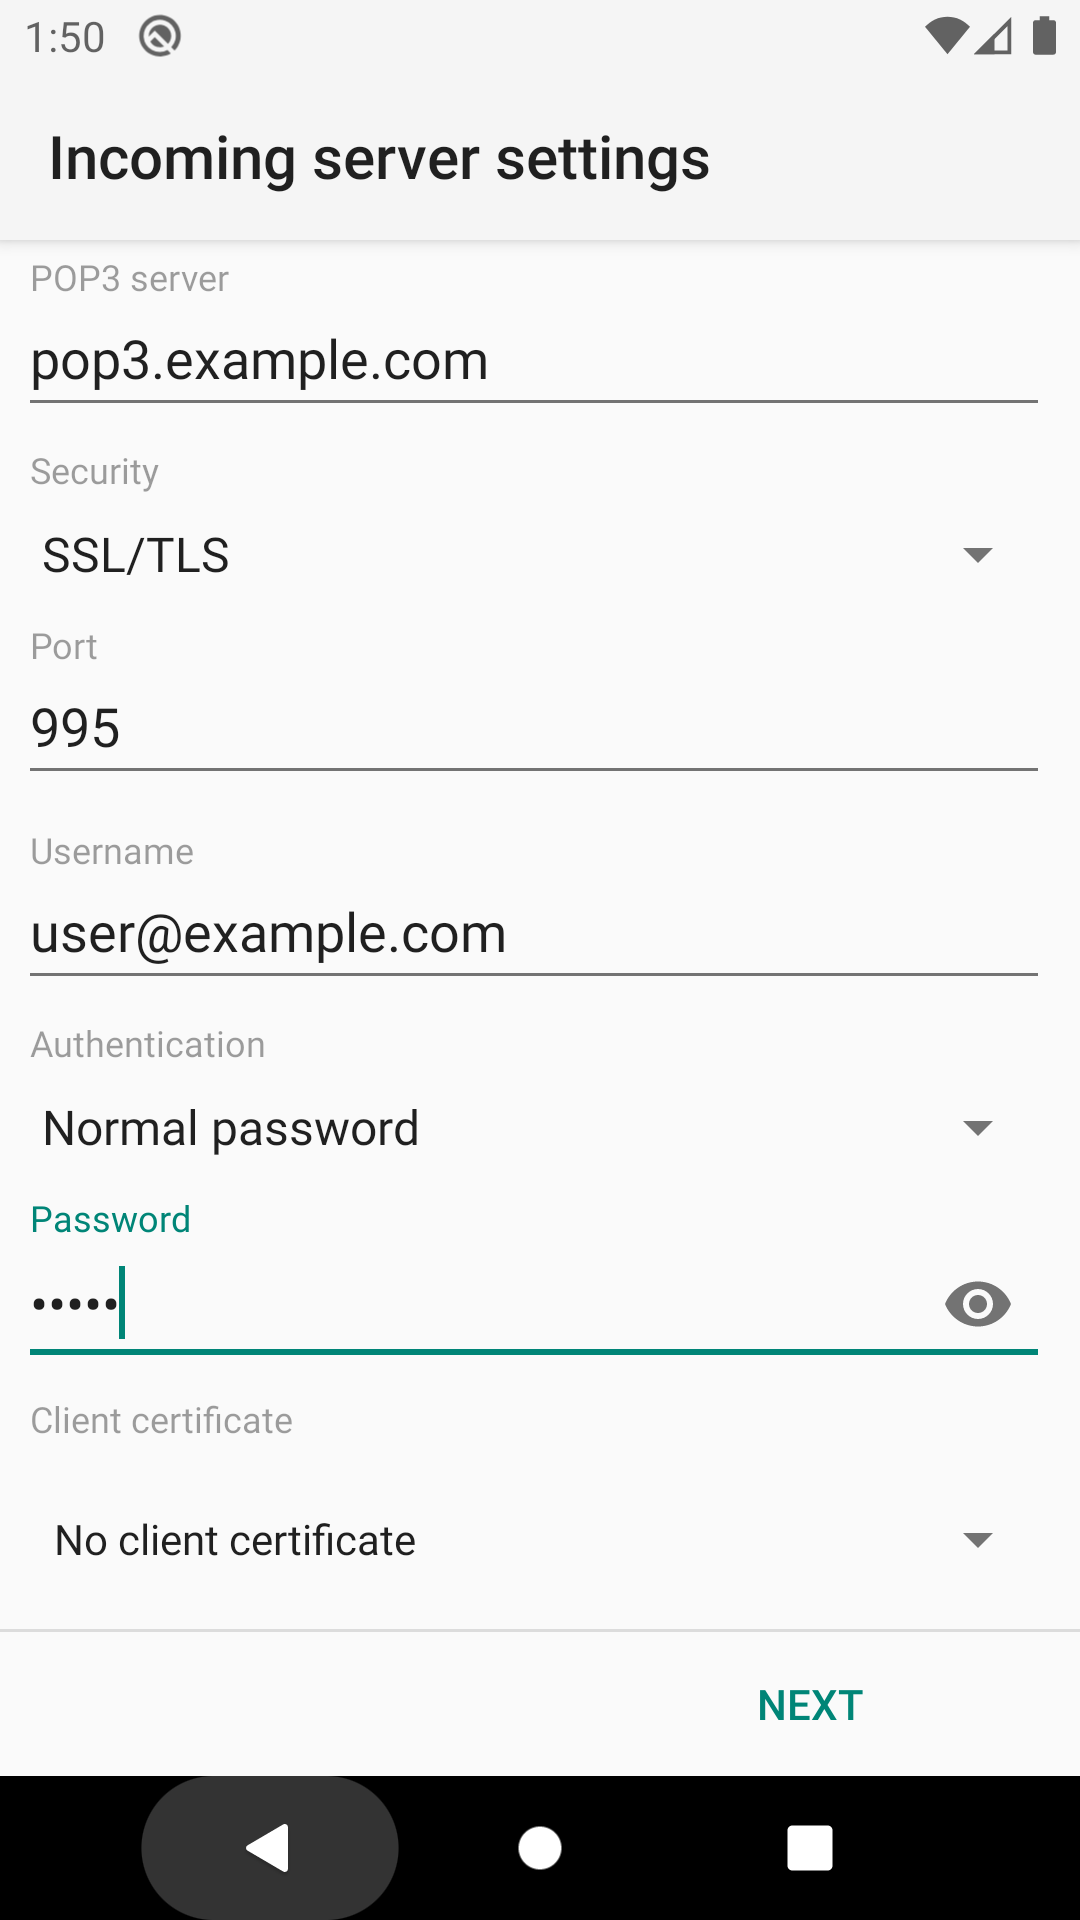 1:50
Incoming server settings
POP3 server
pop3.example.com
Security
SSL/TLS
Port
995
Username
user@example.com
Authentication
Normal password
Password
•••••
Client certificate
No client certificate
NEXT